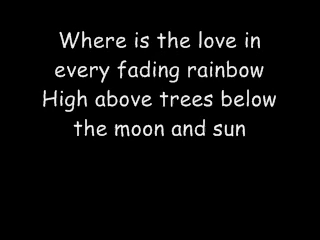 Where is the love in
every fading rainbow
High above trees below
the moon and sun